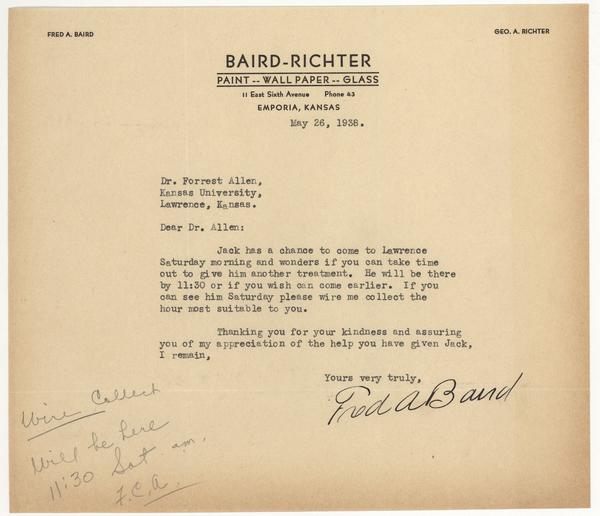 FRED A. BAIRD
GEO. A. RICHTER
BAIRD-RICHTER
PAINT -- WALL PAPER -- GLASS
11 East Sixth Avenue Phone 43
EMPORIA, KANSAS
May 26, 1938.
Dr. Forrest Allen,
Kansas University,
Lawrence, Kansas.
Dear Dr. Allen:
Jack has a chance to come to Lawrence
Saturday morning and wonders if you can take time
out to give him another treatment. He will be there
by 11:30 or if you wish can come earlier. If you
can see him Saturday please wire me collect the
hour most suitable to you.
Thanking you for your kindness and assuring
you of my appreciation of the help you have given Jack,
I remain,
Yours very truly,
Fred A Baird
Wire Collect
Will be here
11:30 Sat am.
F.C.A.